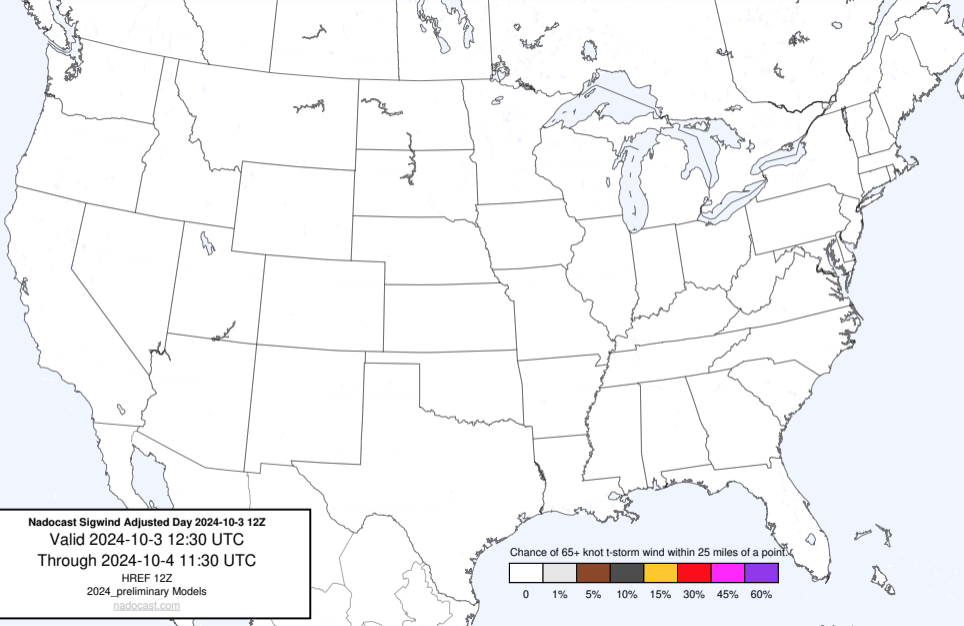 Nadocast Sigwind Adjusted Day 2024-10-3 12Z
Valid 2024-10-3 12:30 UTC
Through 2024-10-4 11:30 UTC
HREF 12Z
2024_preliminary Models
nadocast.com
Chance of 65+ knot t-storm wind within 25 miles of a point.
0 1% 5% 10% 15% 30% 45% 60%